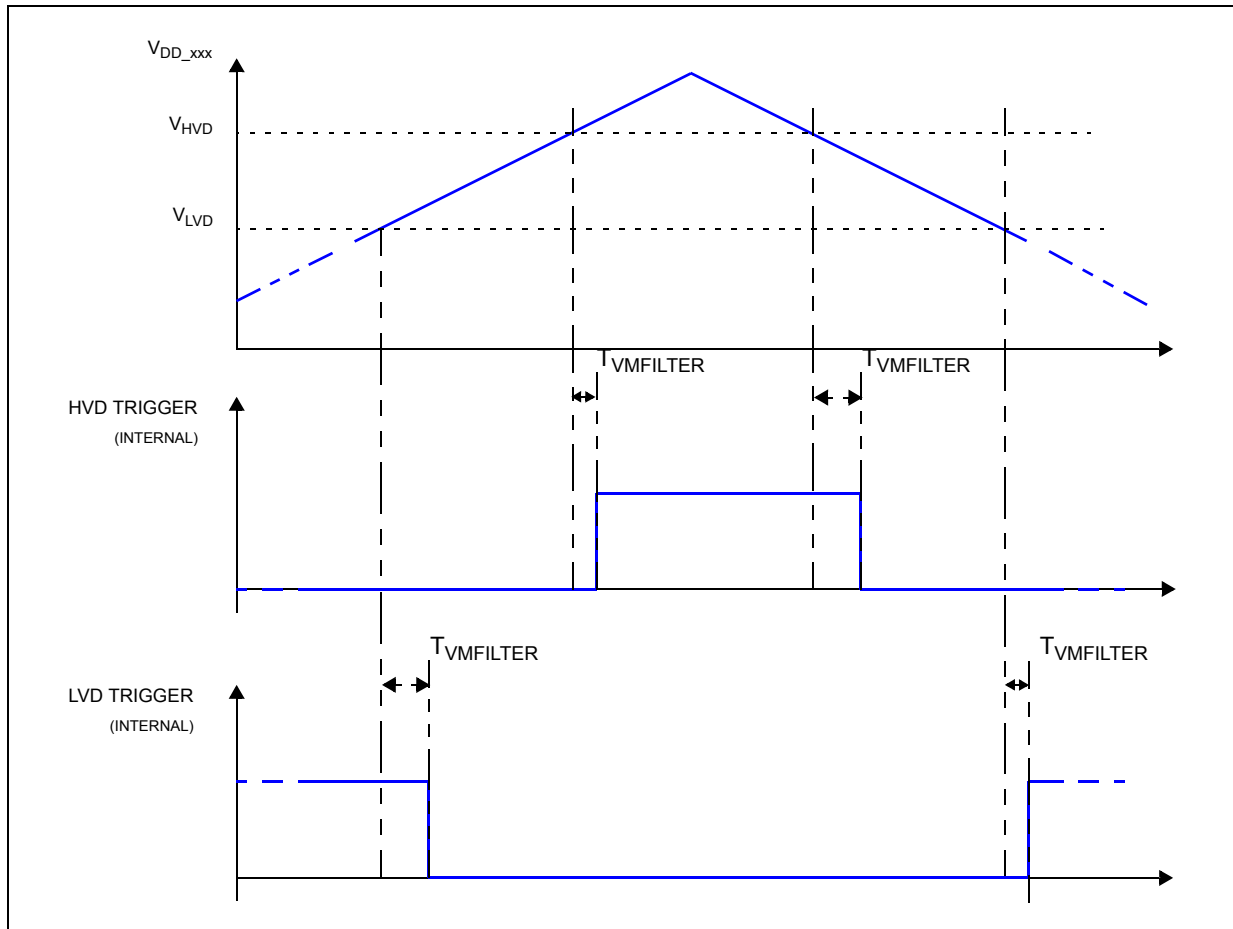 VDD_xxx
VHVD
VLVD
TVMFILTER
TVMFILTER
HVD TRIGGER
(INTERNAL)
TVMFILTER
TVMFILTER
LVD TRIGGER
(INTERNAL)